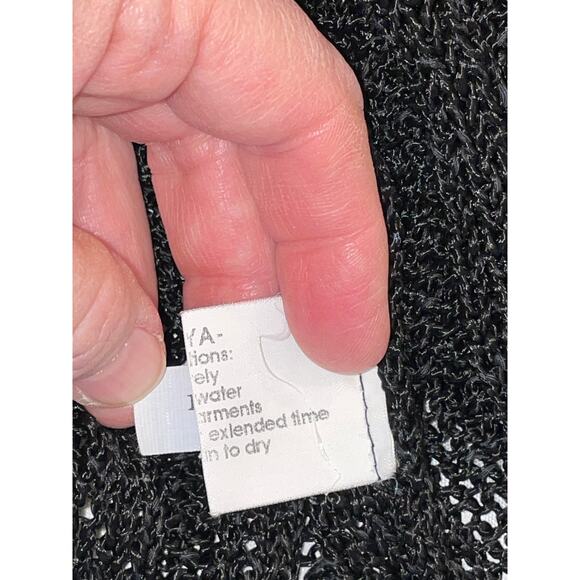 YA-
tions:
ely
water
arments
extended time
n to dry